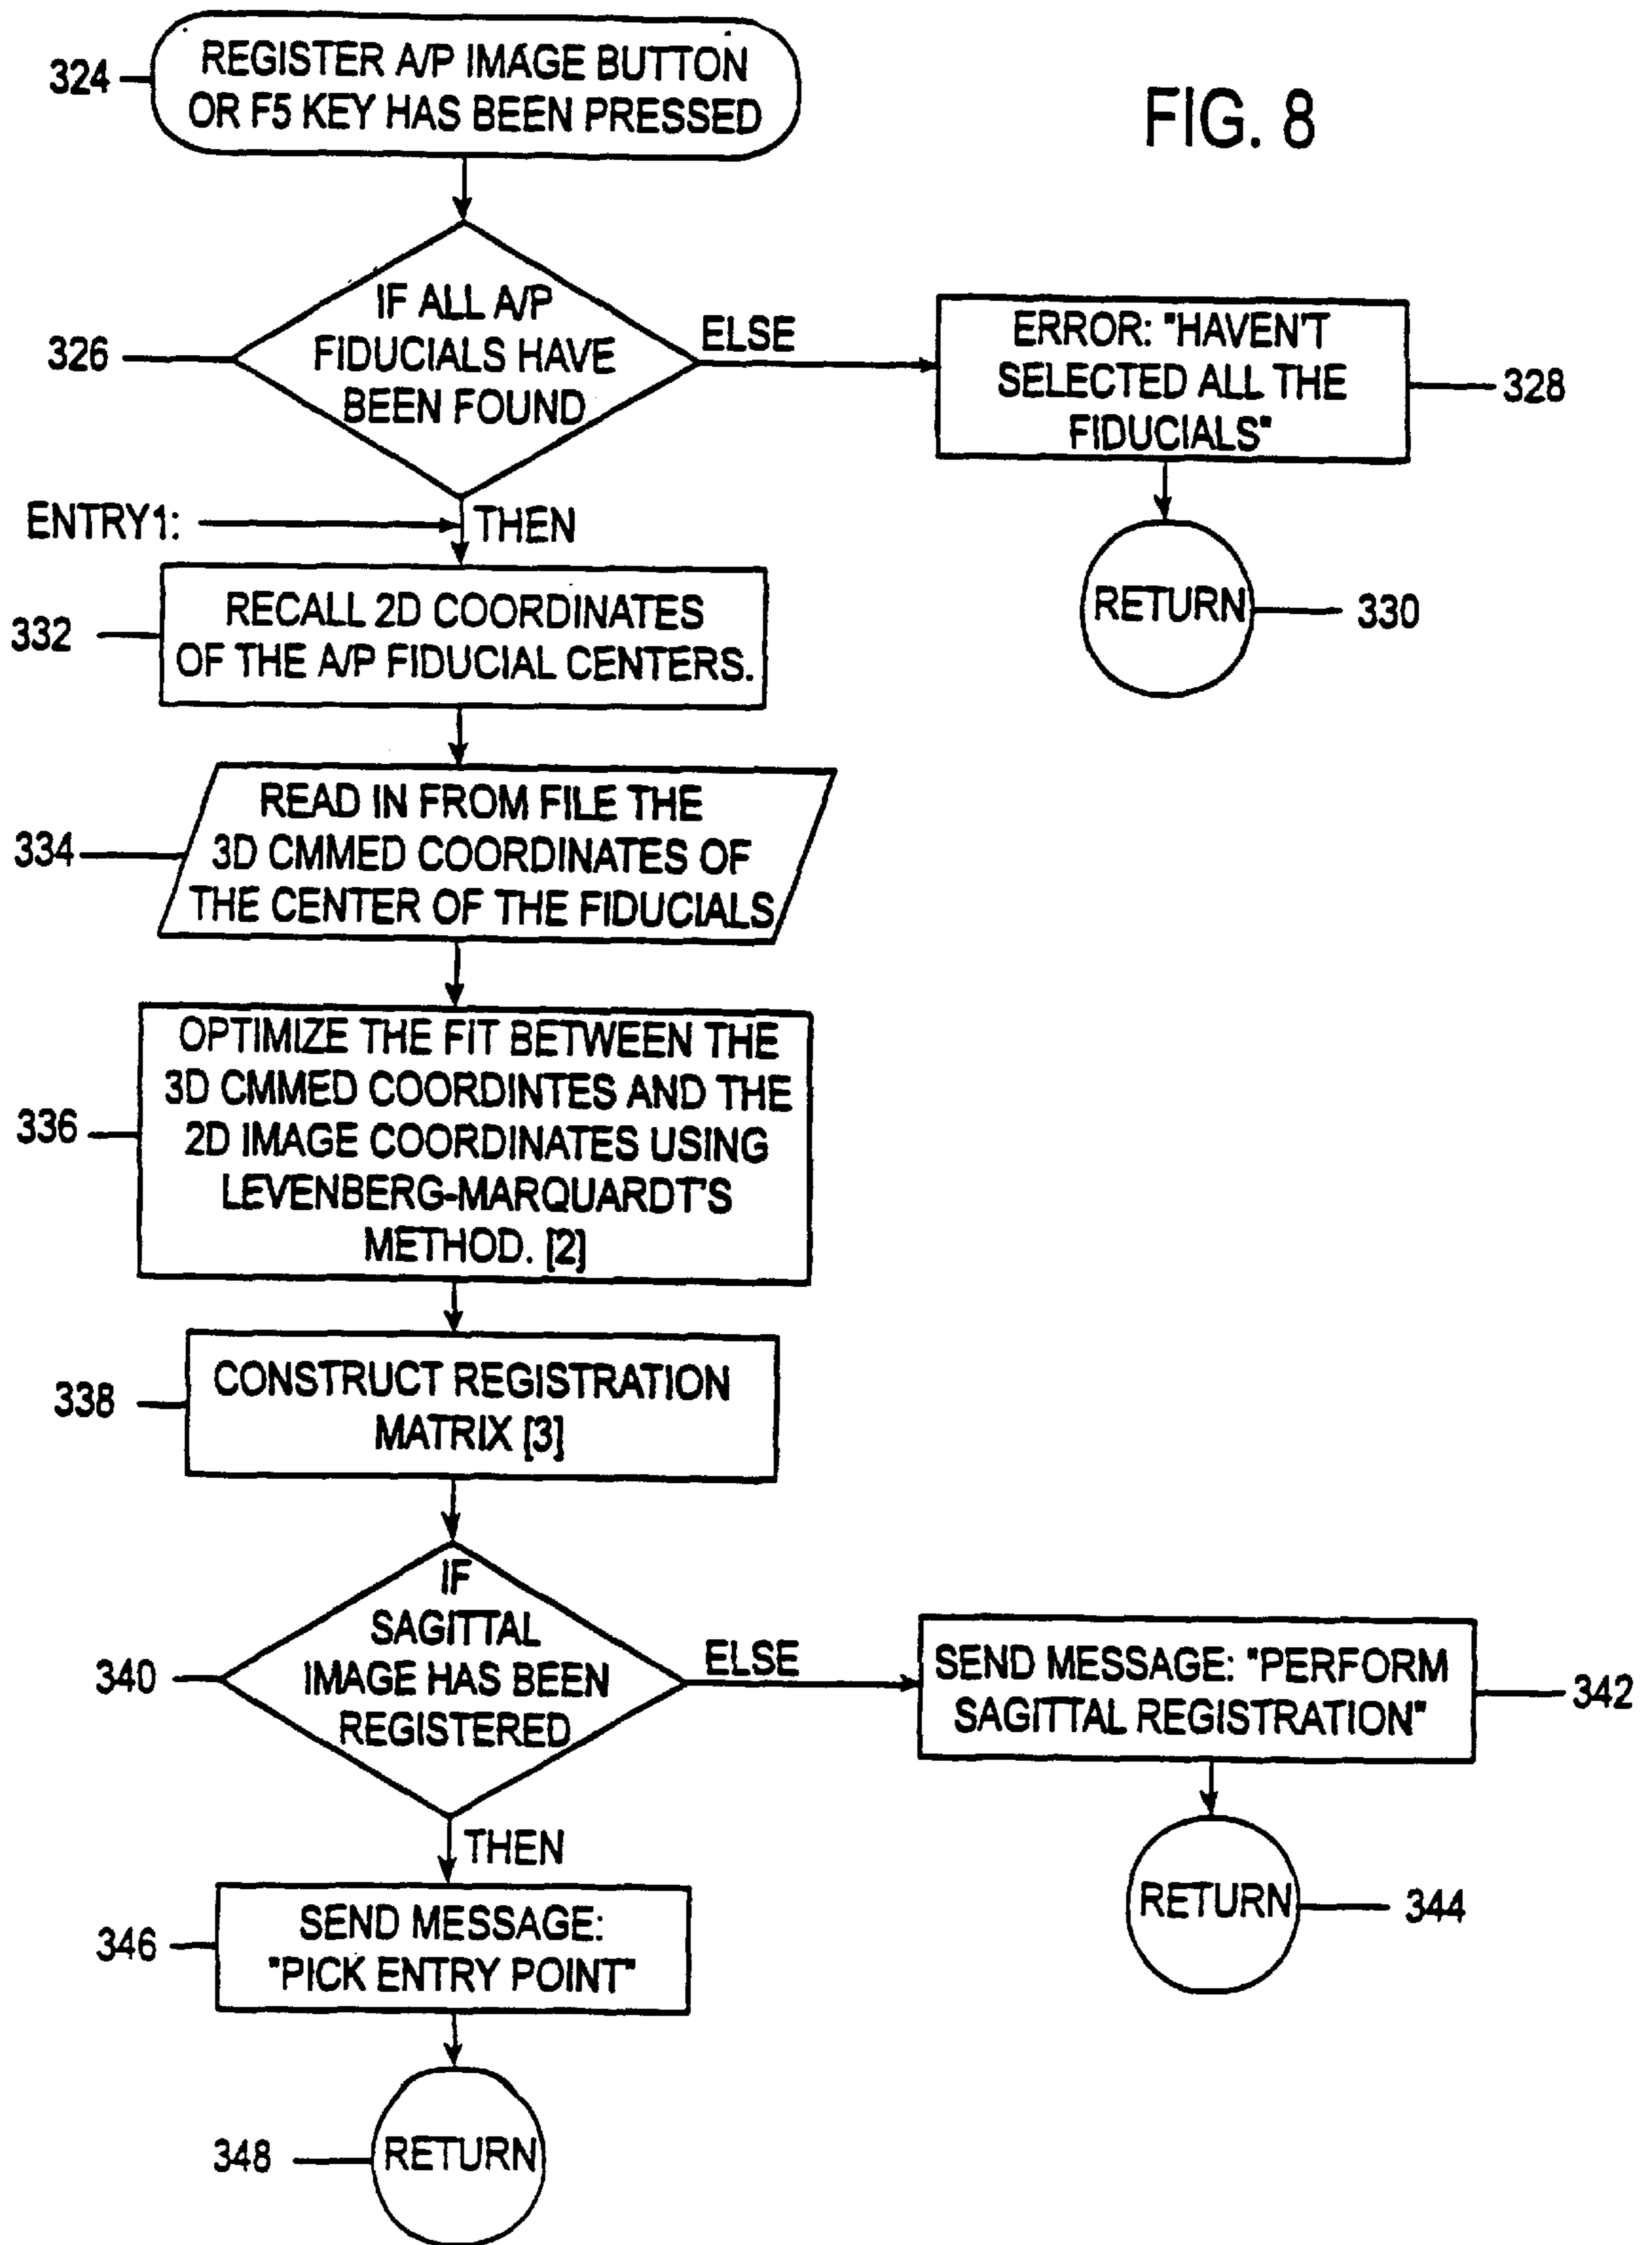 FIG. 8
324
REGISTER A/P IMAGE BUTTON
OR F5 KEY HAS BEEN PRESSED
326
IF ALL A/P
FIDUCIALS HAVE
BEEN FOUND
ELSE
ERROR: "HAVEN'T
SELECTED ALL THE
FIDUCIALS"
328
RETURN
330
ENTRY1:
THEN
332
RECALL 2D COORDINATES
OF THE A/P FIDUCIAL CENTERS.
334
READ IN FROM FILE THE
3D CMMED COORDINATES OF
THE CENTER OF THE FIDUCIALS
336
OPTIMIZE THE FIT BETWEEN THE
3D CMMED COORDINTES AND THE
2D IMAGE COORDINATES USING
LEVENBERG-MARQUARDT'S
METHOD. [2]
338
CONSTRUCT REGISTRATION
MATRIX [3]
340
IF
SAGITTAL
IMAGE HAS BEEN
REGISTERED
ELSE
SEND MESSAGE: "PERFORM
SAGITTAL REGISTRATION"
342
RETURN
344
THEN
346
SEND MESSAGE:
"PICK ENTRY POINT"
348
RETURN